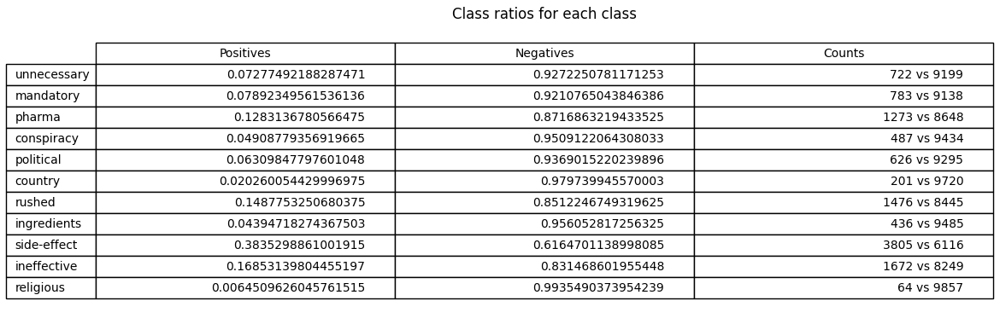 Class ratios for each class
Positives Negatives Counts
unnecessary 0.07277492188287471 0.9272250781171253 722 vs 9199
mandatory 0.07892349561536136 0.9210765043846386 783 vs 9138
pharma 0.1283136780566475 0.8716863219433525 1273 vs 8648
conspiracy 0.04908779356919665 0.9509122064308033 487 vs 9434
political 0.06309847797601048 0.9369015220239896 626 vs 9295
country 0.020260054429996975 0.979739945570003 201 vs 9720
rushed 0.1487753250680375 0.8512246749319625 1476 vs 8445
ingredients 0.04394718274367503 0.956052817256325 436 vs 9485
side-effect 0.3835298861001915 0.6164701138998085 3805 vs 6116
ineffective 0.16853139804455197 0.831468601955448 1672 vs 8249
religious 0.0064509626045761515 0.9935490373954239 64 vs 9857